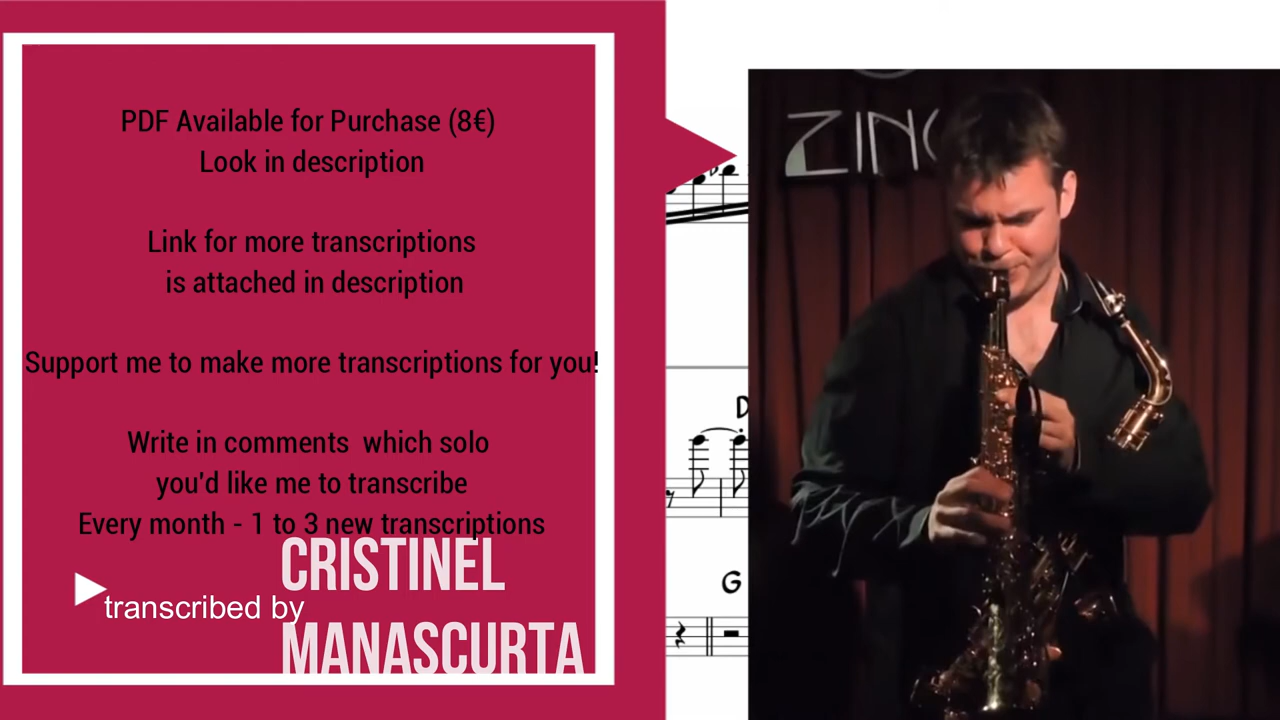 PDF Available for Purchase (8€)
Look in description
Link for more transcriptions
is attached in description
Support me to make more transcriptions for you!
Write in comments which solo
you'd like me to transcribe
Every month - 1 to 3 new transcriptions
CRISTINEL
transcribed by
MANASCURTA
ZINC
D
G